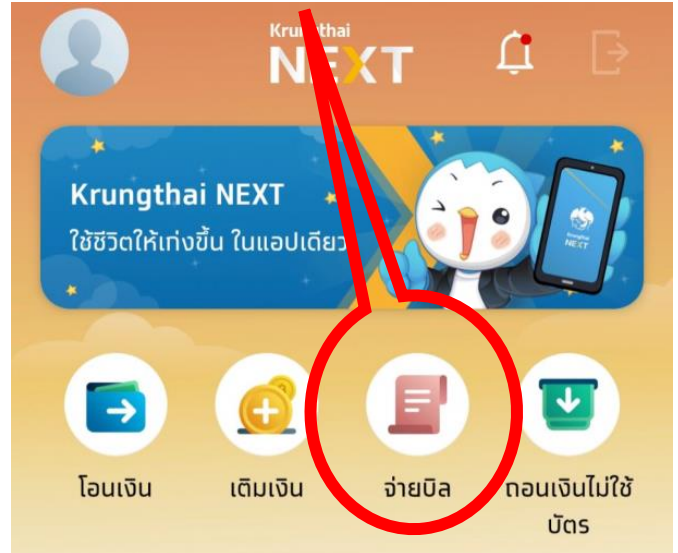 Krungthai
NEXT
Krungthai NEXT
ใช้ชีวิตให้เก่งขึ้น ในแอปเดียว
Krungthai
NEXT
โอนเงิน
เติมเงิน
จ่ายบิล
ถอนเงินไม่ใช้
บัตร